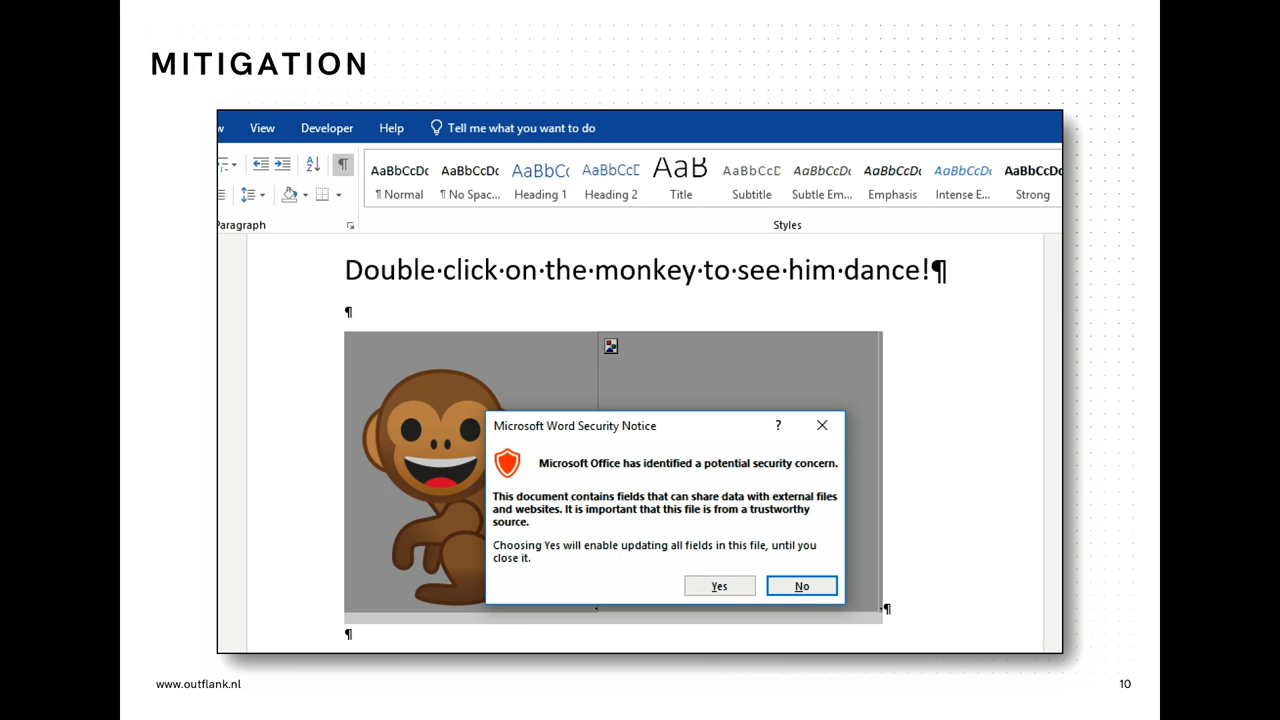 MITIGATION
w View Developer Help Tell me what you want to do
AaBbCcDc AaBbCcDc AaBbC( AaBbCcC AaB AaBbCcD AaBbCcDc AaBbCcDc AaBbCcDc AaBbCcDc
¶ Normal ¶ No Spac... Heading 1 Heading 2 Title Subtitle Subtle Em... Emphasis Intense E... Strong
Paragraph Styles
Double·click·on·the·monkey·to·see·him·dance!¶
¶
Microsoft Word Security Notice ?
Microsoft Office has identified a potential security concern.
This document contains fields that can share data with external files
and websites. It is important that this file is from a trustworthy
source.
Choosing Yes will enable updating all fields in this file, until you
close it.
Yes No
¶
¶
www.outflank.nl 10